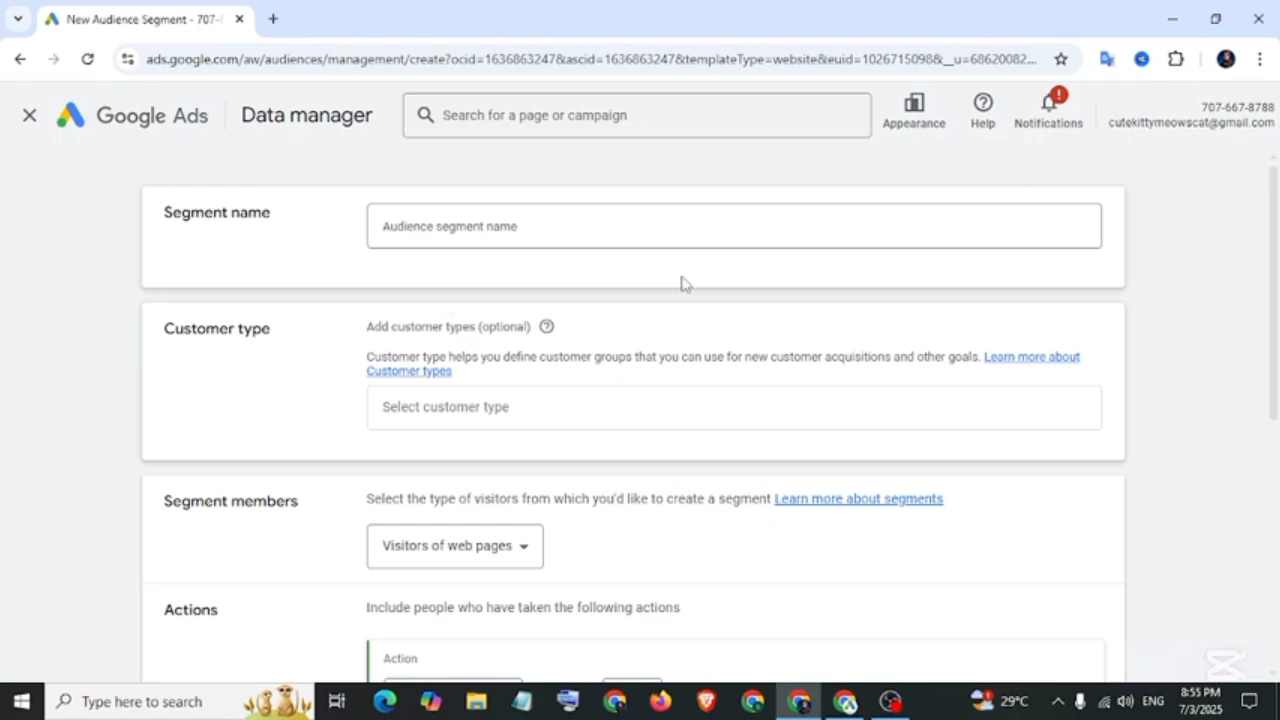 New Audience Segment - 707-
ads.google.com/aw/audiences/management/create?ocid=1636863247&ascid=1636863247&templateType=website&euid=1026715098&__u=68620082...
Google Ads
Data manager
Search for a page or campaign
Appearance
Help
!
Notifications
707-667-8788
cutekittymeowscat@gmail.com
Segment name
Audience segment name
Customer type
Add customer types (optional) ?
Customer type helps you define customer groups that you can use for new customer acquisitions and other goals. Learn more about
Customer types
Select customer type
Segment members
Select the type of visitors from which you'd like to create a segment Learn more about segments
Visitors of web pages
Actions
Include people who have taken the following actions
Action
Type here to search
29°C
ENG
8:55 PM
7/3/2025